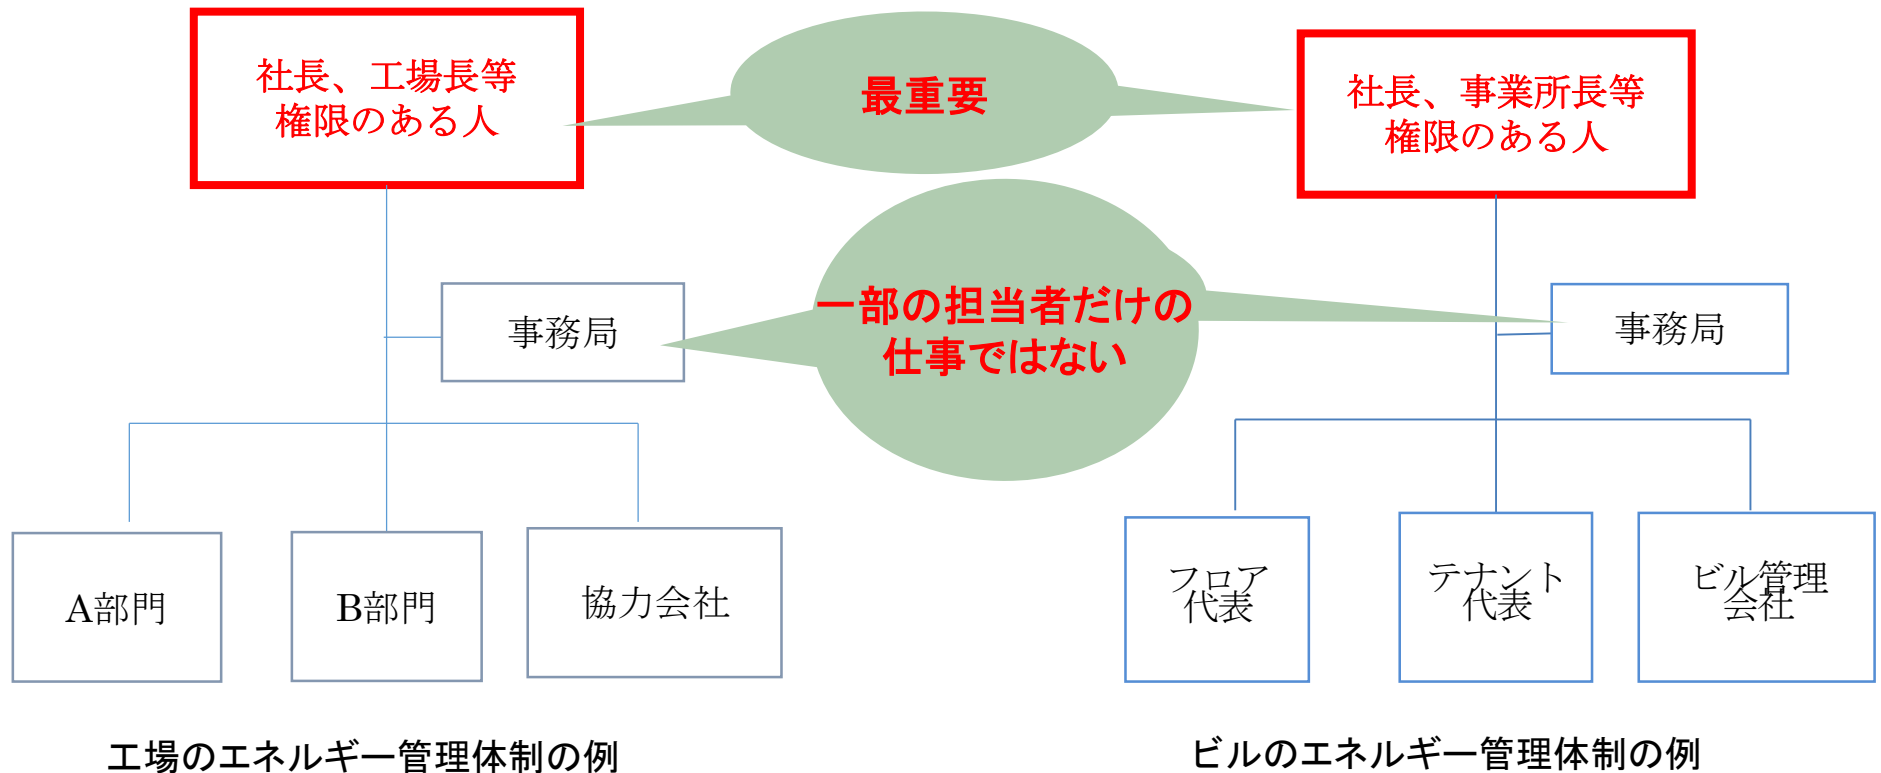 社長、工場長等
権限のある人
最重要
社長、事業所長等
権限のある人
事務局
一部の担当者だけの
仕事ではない
事務局
A部門
B部門
協力会社
フロア
代表
テナント
代表
ビル管理
会社
工場のエネルギー管理体制の例
ビルのエネルギー管理体制の例